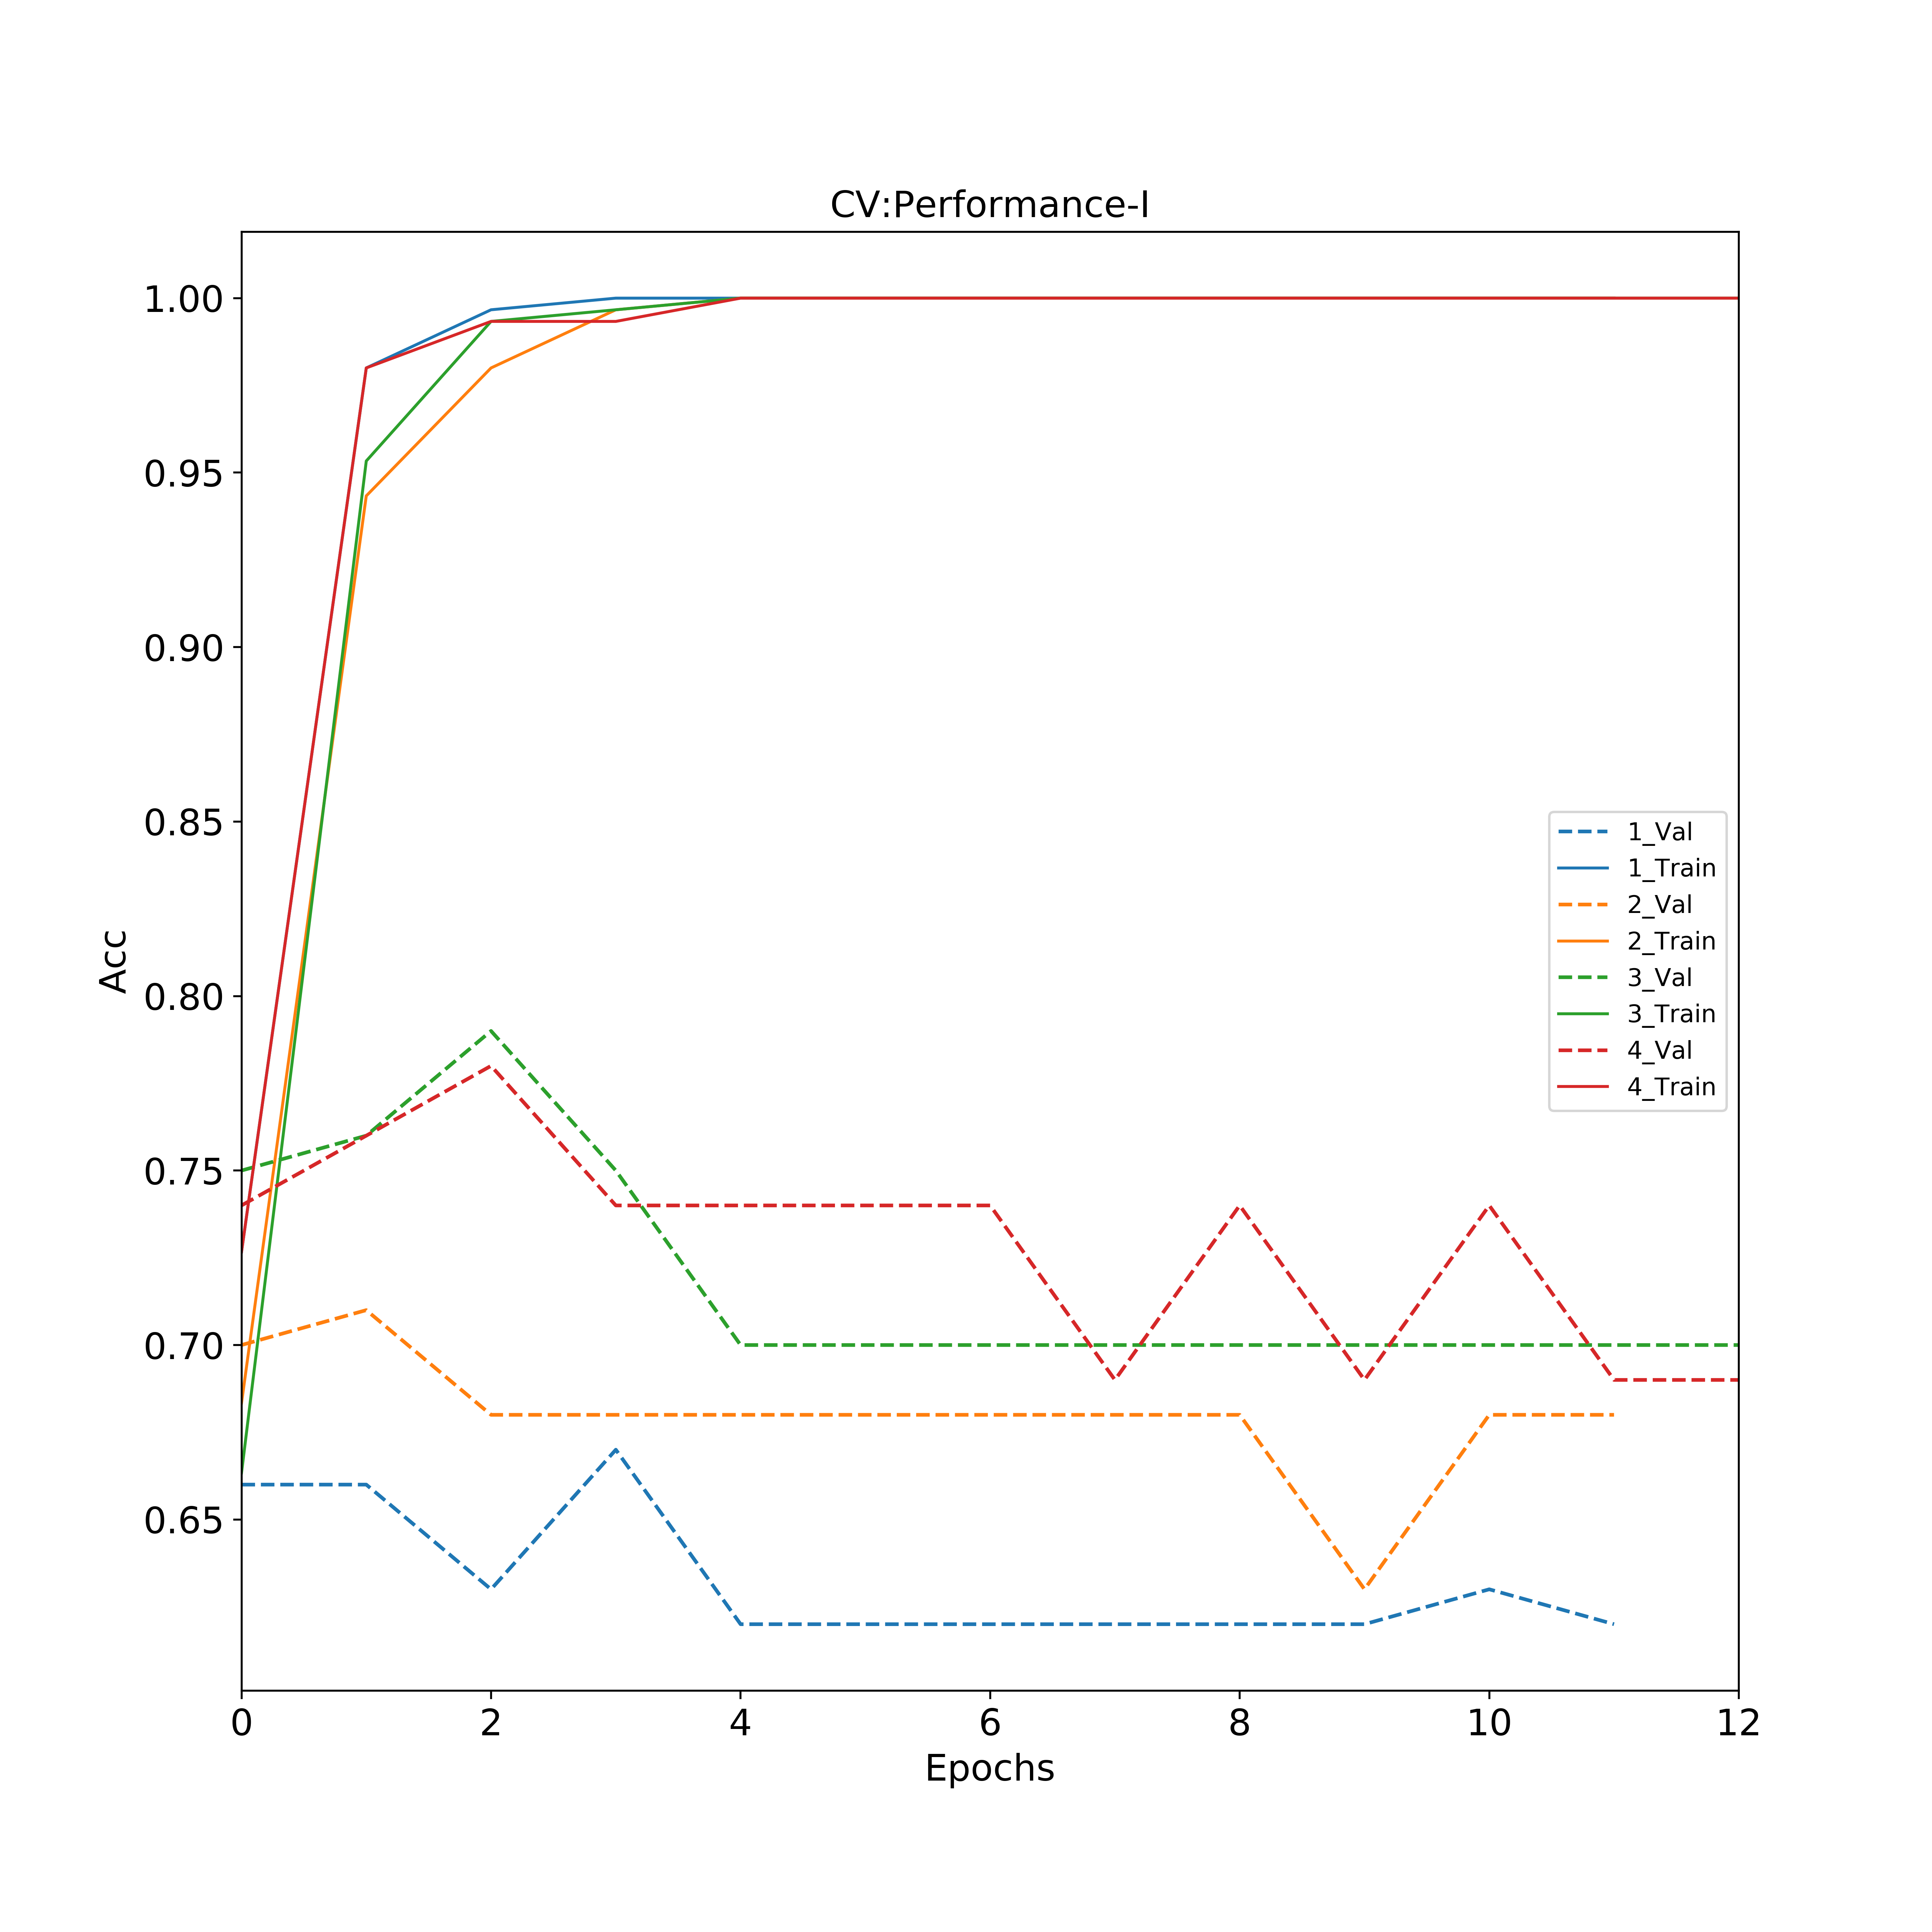 CV:Performance-I
1.00
0.95
0.90
0.85
0.80
0.75
0.70
0.65
Acc
1_Val
1_Train
2_Val
2_Train
3_Val
3_Train
4_Val
4_Train
0 2 4 6 8 10 12
Epochs